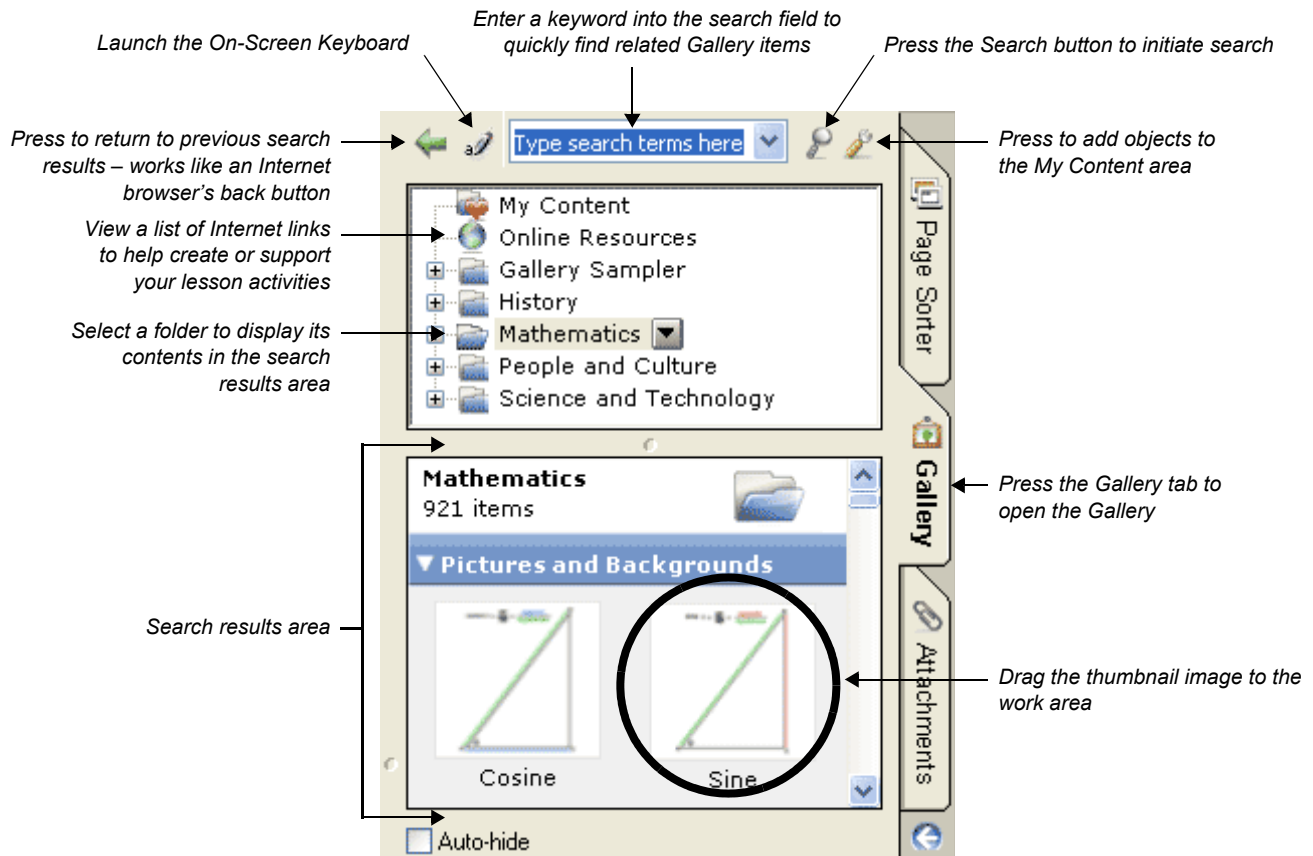 Enter a keyword into the search field to
quickly find related Gallery items
Launch the On-Screen Keyboard
Press the Search button to initiate search
Press to return to previous search
results – works like an Internet
browser's back button
a
Type search terms here
Press to add objects to
the My Content area
View a list of Internet links
to help create or support
your lesson activities
Select a folder to display its
contents in the search
results area
My Content
Online Resources
Gallery Sampler
History
Mathematics
People and Culture
Science and Technology
Page Sorter
Gallery
Attachments
Press the Gallery tab to
open the Gallery
Mathematics
921 items
Pictures and Backgrounds
Search results area
Cosine
Sine
Drag the thumbnail image to the
work area
Auto-hide